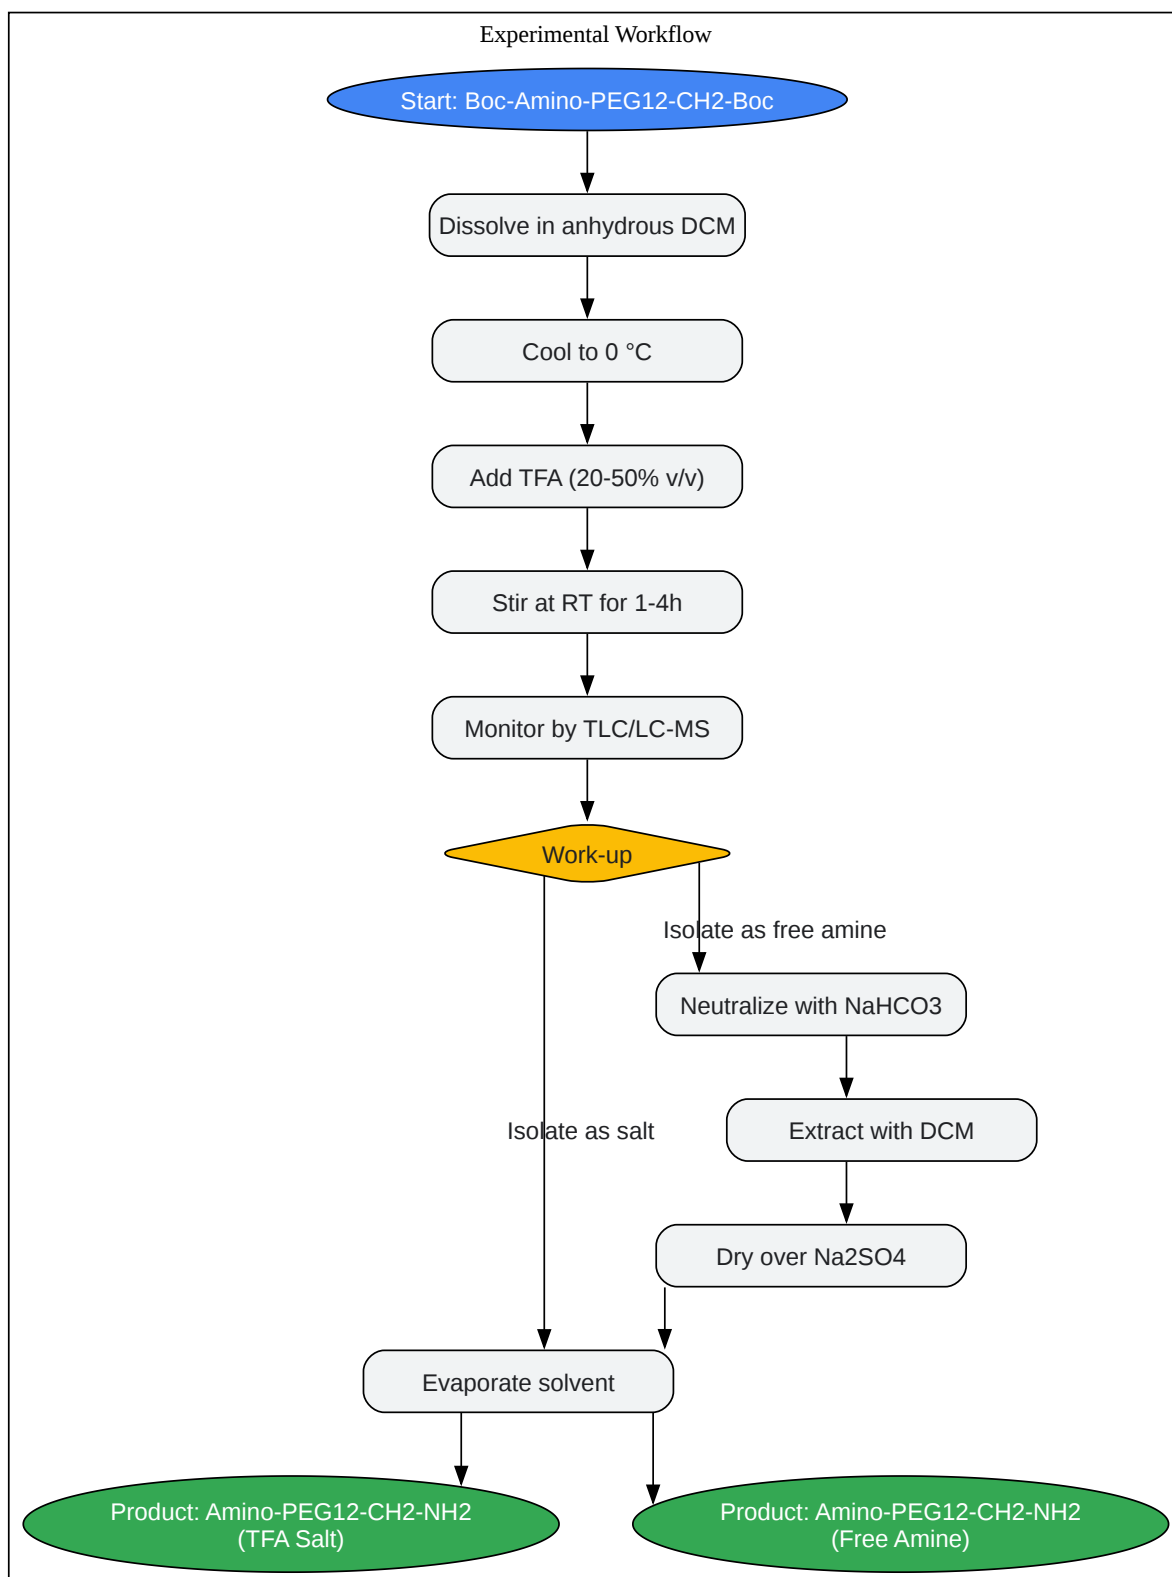 Experimental Workflow
Start: Boc-Amino-PEG12-CH2-Boc
Dissolve in anhydrous DCM
Cool to 0 °C
Add TFA (20-50% v/v)
Stir at RT for 1-4h
Monitor by TLC/LC-MS
Work-up
Isolate as free amine
Neutralize with NaHCO3
Extract with DCM
Isolate as salt
Dry over Na2SO4
Evaporate solvent
Product: Amino-PEG12-CH2-NH2
(TFA Salt)
Product: Amino-PEG12-CH2-NH2
(Free Amine)